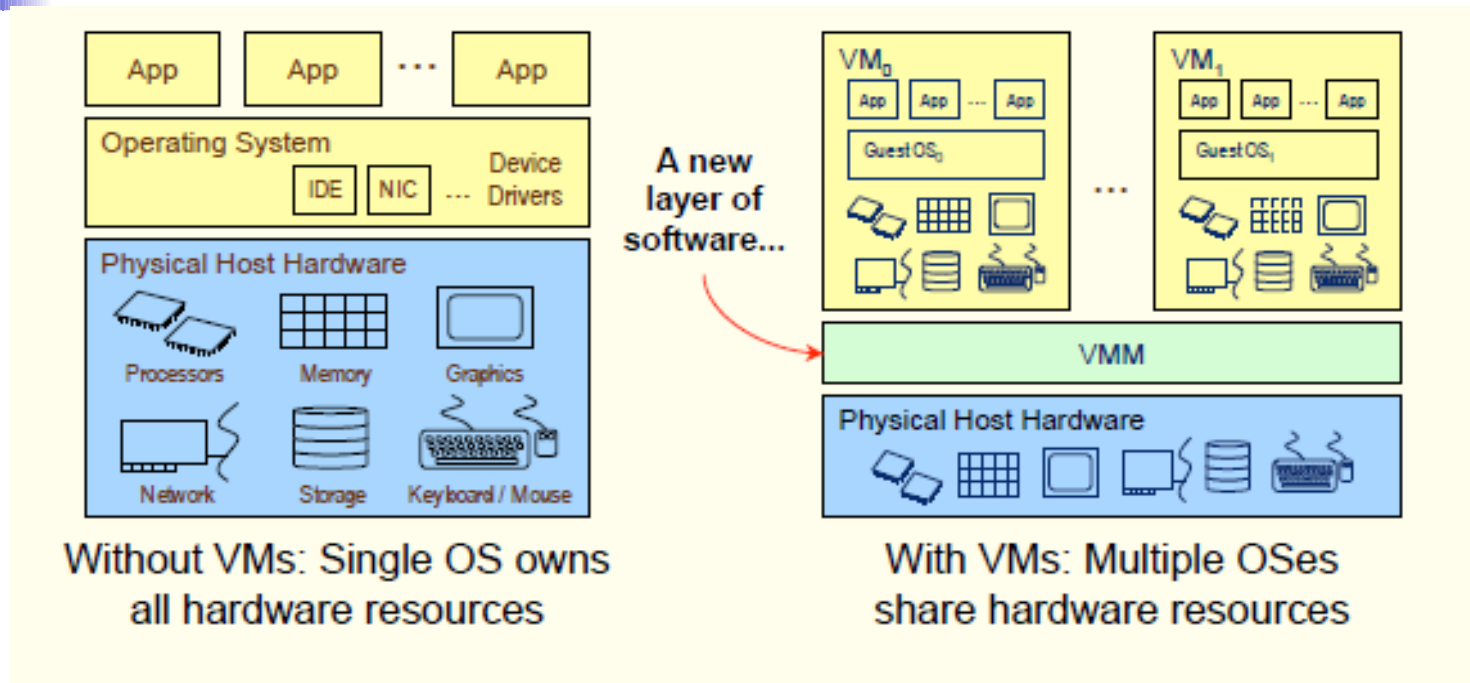 App App ... App
Operating System
IDE NIC ... Device
Drivers
Physical Host Hardware
Processors Memory Graphics
Network Storage Keyboard / Mouse
Without VMs: Single OS owns
all hardware resources
A new
layer of
software...
VM0
App App ... App
Guest OS0
...
VM1
App App ... App
Guest OS1
VMM
Physical Host Hardware
With VMs: Multiple OSes
share hardware resources